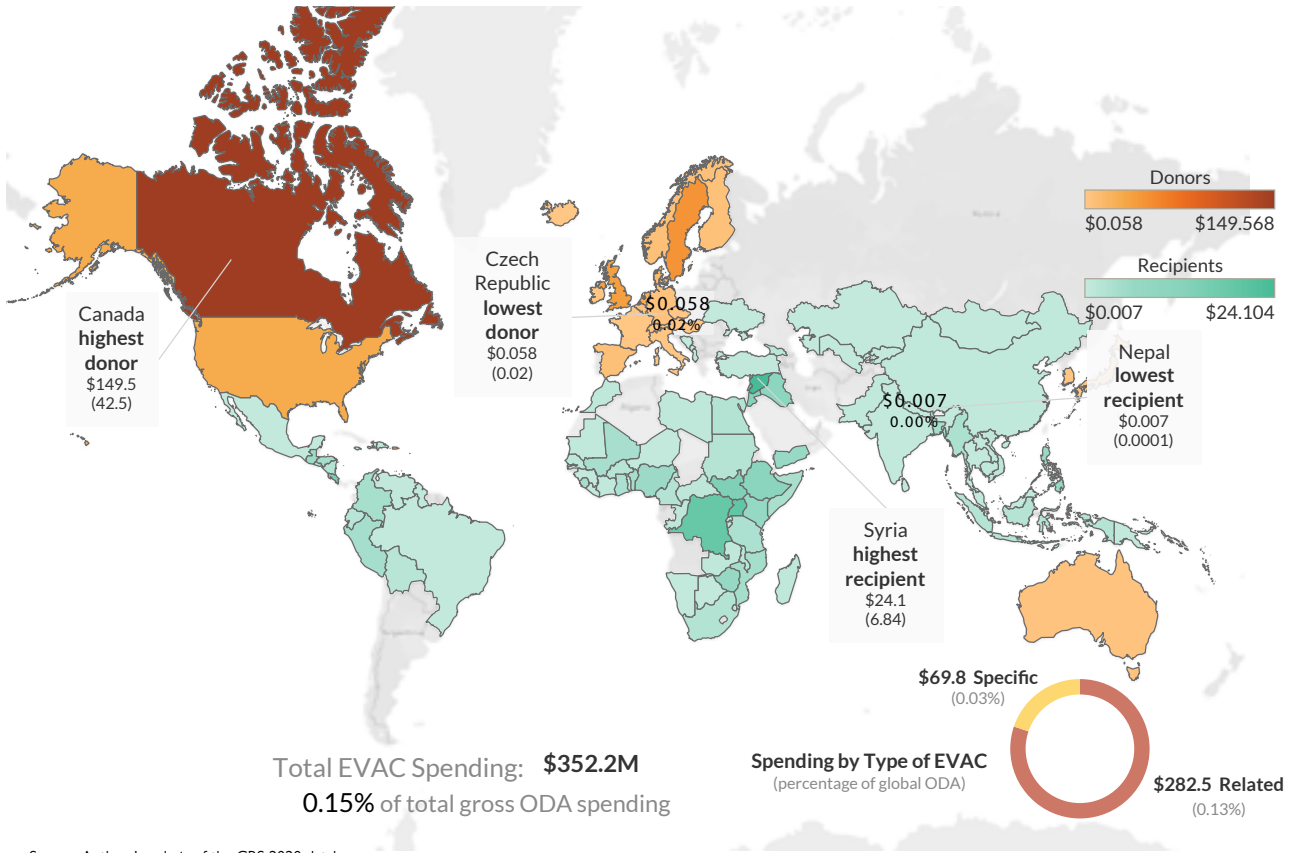 Donors
$0.058 $149.568
Recipients
$0.007 $24.104
Canada
highest
donor
$149.5
(42.5)
Czech
Republic
lowest
donor
$0.058
(0.02)
$0.058
0.02%
$0.007
0.00%
Nepal
lowest
recipient
$0.007
(0.0001)
Syria
highest
recipient
$24.1
(6.84)
Algeria
Total EVAC Spending: $352.2M
0.15% of total gross ODA spending
$69.8 Specific
(0.03%)
Spending by Type of EVAC
(percentage of global ODA)
$282.5 Related
(0.13%)